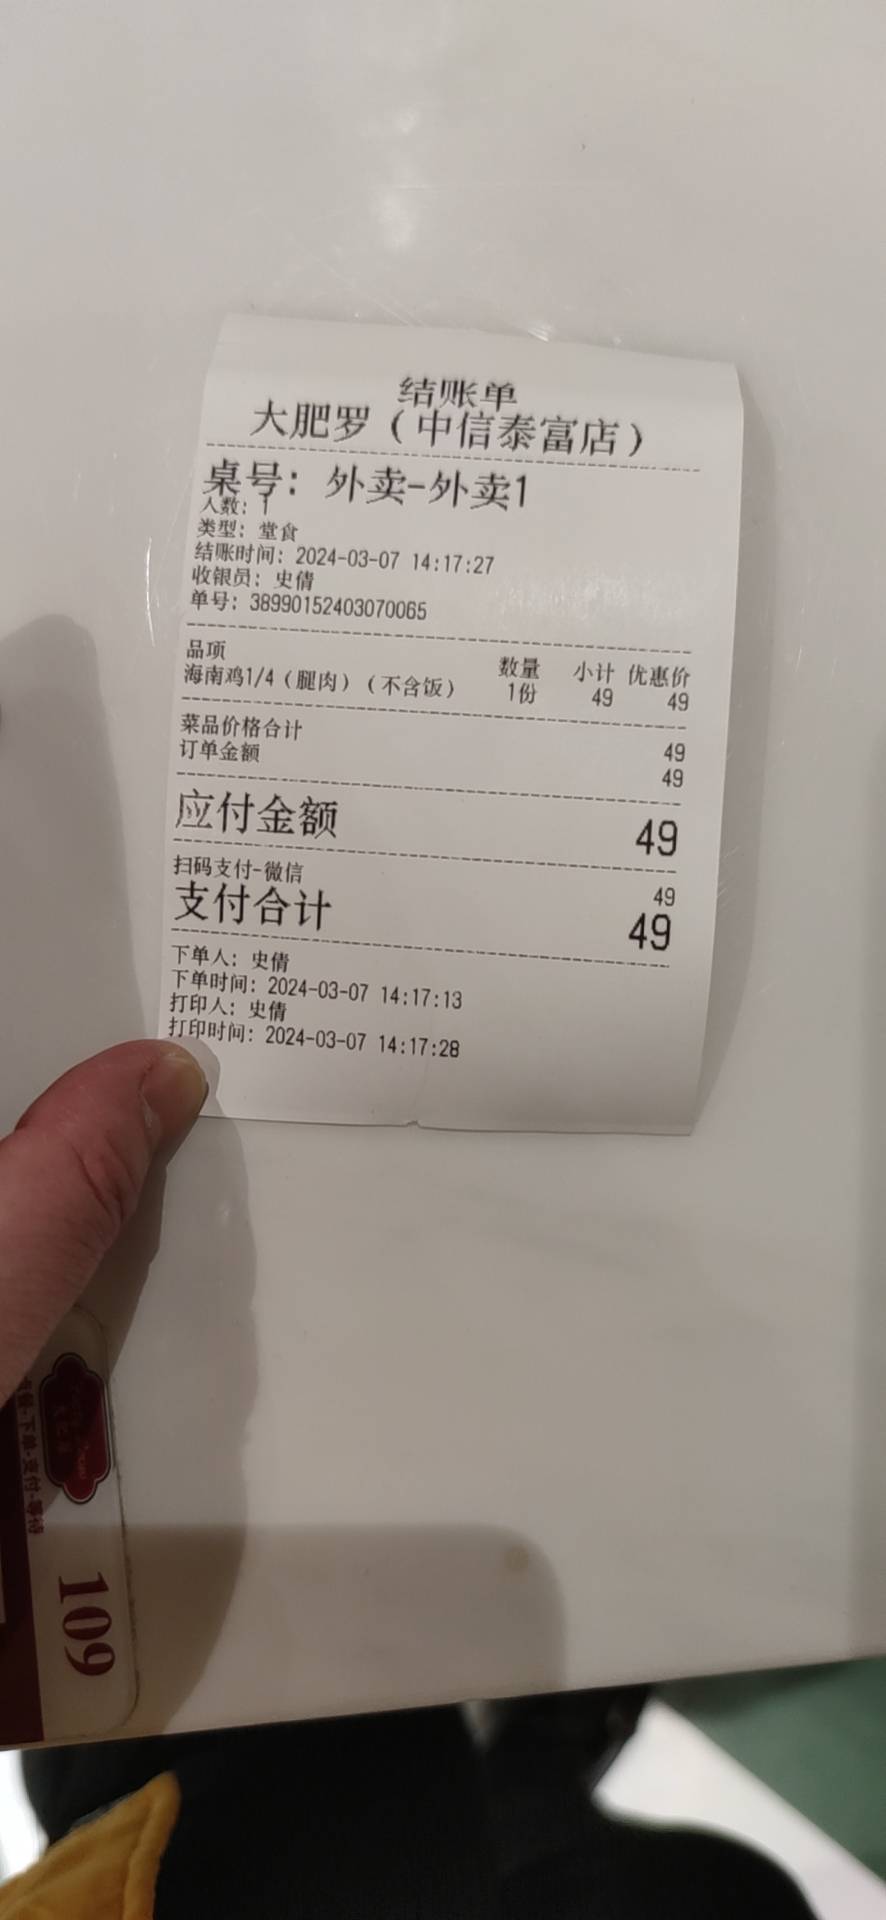 结账单
大肥罗（中信泰富店）
桌号：外卖-外卖1
人数：1
类型：堂食
结账时间：2024-03-07 14:17:27
收银员：史倩
单号：38990152403070065
品项 数量 小计 优惠价
海南鸡1/4（腿肉）（不含饭） 1份 49 49
菜品价格合计 49
订单金额 49
应付金额 49
扫码支付-微信 49
支付合计 49
下单人：史倩
下单时间：2024-03-07 14:17:13
打印人：史倩
打印时间：2024-03-07 14:17:28
下单·支付·等待
109